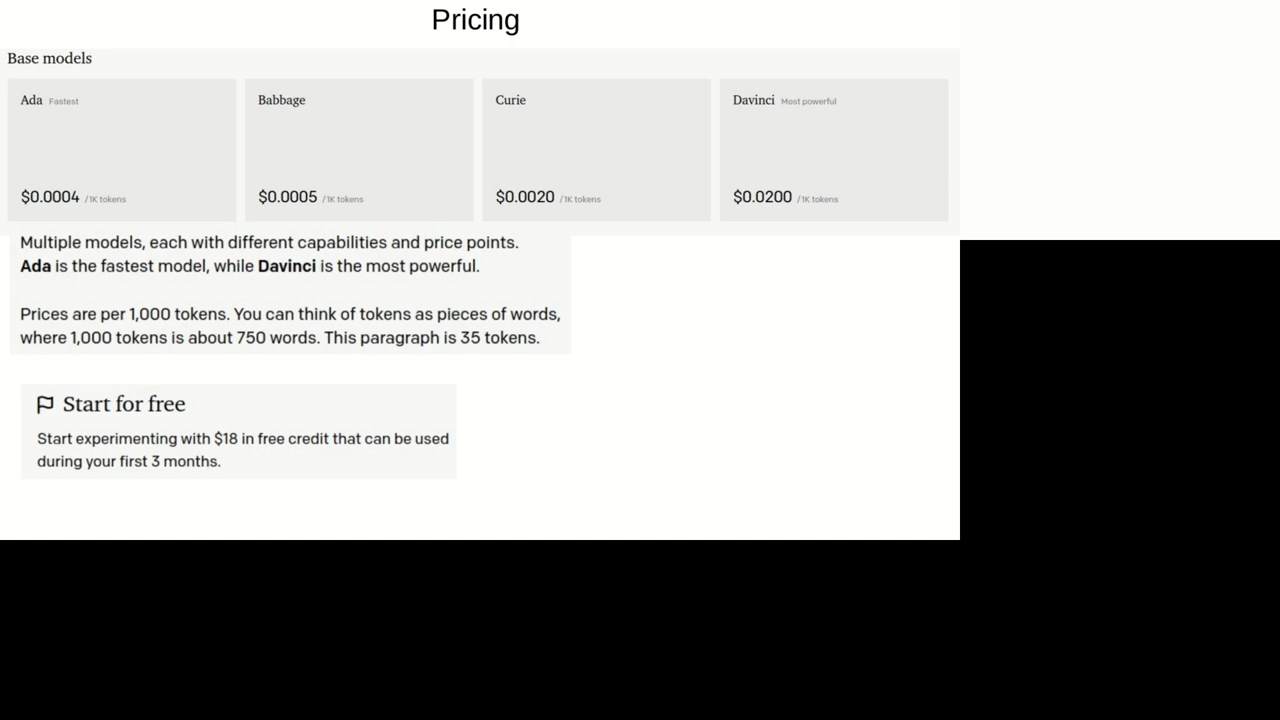 Pricing
Base models
Ada Fastest
Babbage
Curie
Davinci Most powerful
$0.0004 /1K tokens
$0.0005 /1K tokens
$0.0020 /1K tokens
$0.0200 /1K tokens
Multiple models, each with different capabilities and price points.
Ada is the fastest model, while Davinci is the most powerful.
Prices are per 1,000 tokens. You can think of tokens as pieces of words,
where 1,000 tokens is about 750 words. This paragraph is 35 tokens.
Start for free
Start experimenting with $18 in free credit that can be used
during your first 3 months.